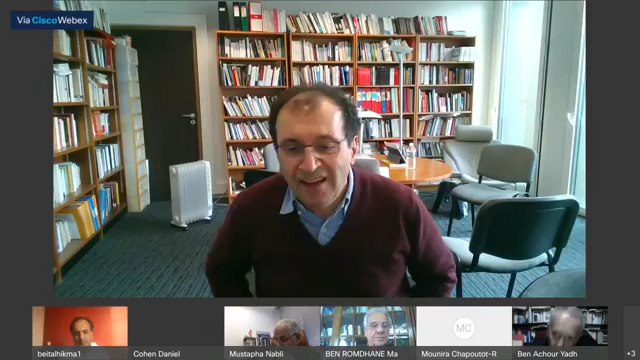 Via Cisco Webex
MC
beitalhikma1
Cohen Daniel
Mustapha Nabli
BEN ROMDHANE Ma
Mounira Chapoutot-R
Ben Achour Yadh
+3